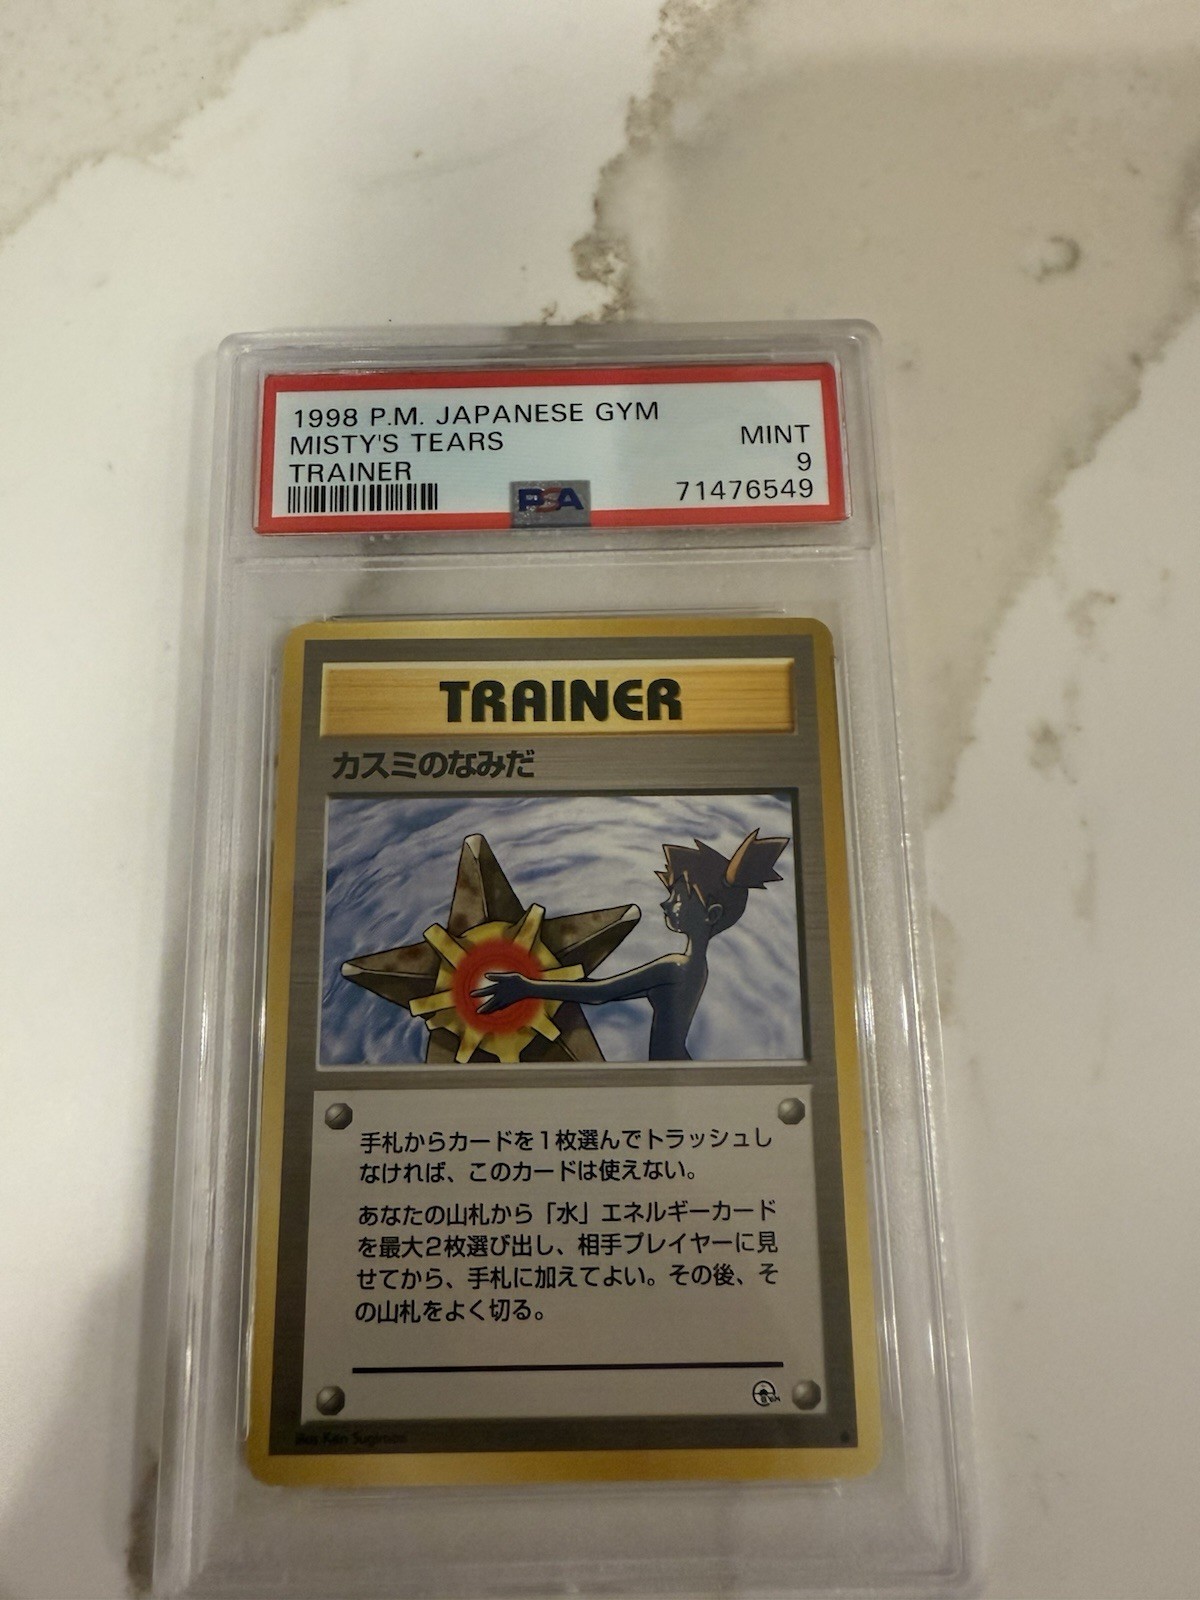 1998 P.M. JAPANESE GYM
MISTY'S TEARS
MINT
TRAINER
9
PSA
71476549
TRAINER
カスミのなみだ
手札からカードを1枚選んでトラッシュし
なければ、このカードは使えない。
あなたの山札から「水」エネルギーカード
を最大2枚選び出し、相手プレイヤーに見
せてから、手札に加えてよい。その後、そ
の山札をよく切る。
Illus. Ken Sugimori